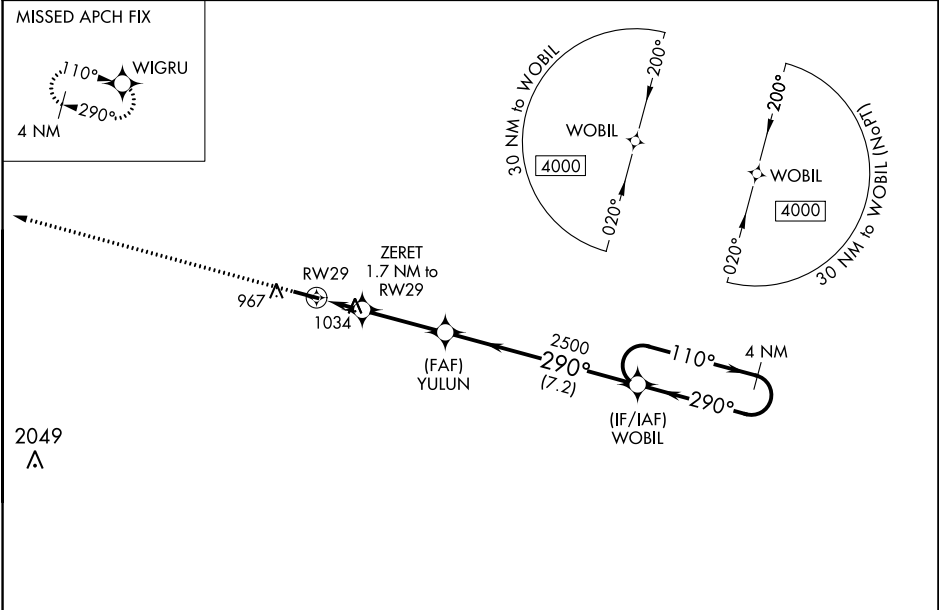 MISSED APCH FIX
110°
WIGRU
290°
4 NM
30 NM to WOBIL
200°
WOBIL
4000
020°
200°
WOBIL
4000
020°
30 NM to WOBIL (NoPT)
ZERET
1.7 NM to
RW29
RW29
967
1034
(FAF)
YULUN
2500
290°
(7.2)
110°
4 NM
290°
(IF/IAF)
WOBIL
2049